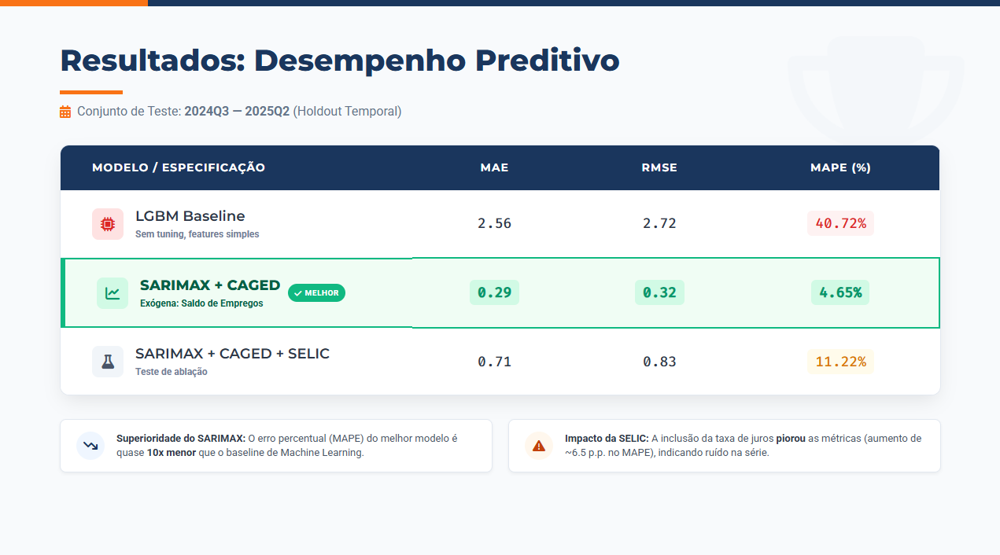 Resultados: Desempenho Preditivo
Conjunto de Teste: 2024Q3 — 2025Q2 (Holdout Temporal)
MODELO / ESPECIFICAÇÃO MAE RMSE MAPE (%)
LGBM Baseline
Sem tuning, features simples
2.56 2.72 40.72%
SARIMAX + CAGED MELHOR
Exógena: Saldo de Empregos
0.29 0.32 4.65%
SARIMAX + CAGED + SELIC
Teste de ablação
0.71 0.83 11.22%
Superioridade do SARIMAX: O erro percentual (MAPE) do melhor modelo é
quase 10x menor que o baseline de Machine Learning.
Impacto da SELIC: A inclusão da taxa de juros piorou as métricas (aumento de
~6.5 p.p. no MAPE), indicando ruído na série.